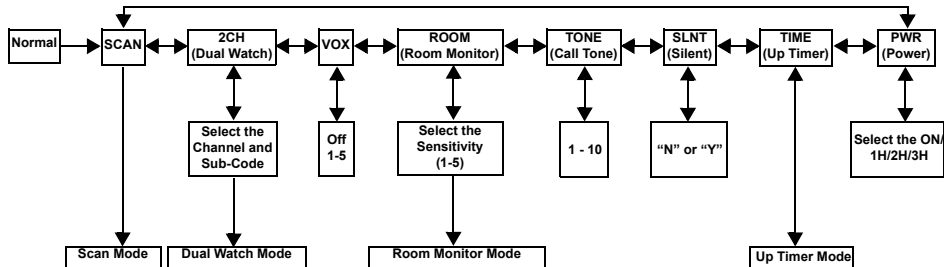 Normal
SCAN
2CH
(Dual Watch)
VOX
ROOM
(Room Monitor)
TONE
(Call Tone)
SLNT
(Silent)
TIME
(Up Timer)
PWR
(Power)
Select the
Channel and
Sub-Code
Off
1-5
Select the
Sensitivity
(1-5)
1 - 10
“N” or “Y”
Select the ON/
1H/2H/3H
Scan Mode
Dual Watch Mode
Room Monitor Mode
Up Timer Mode